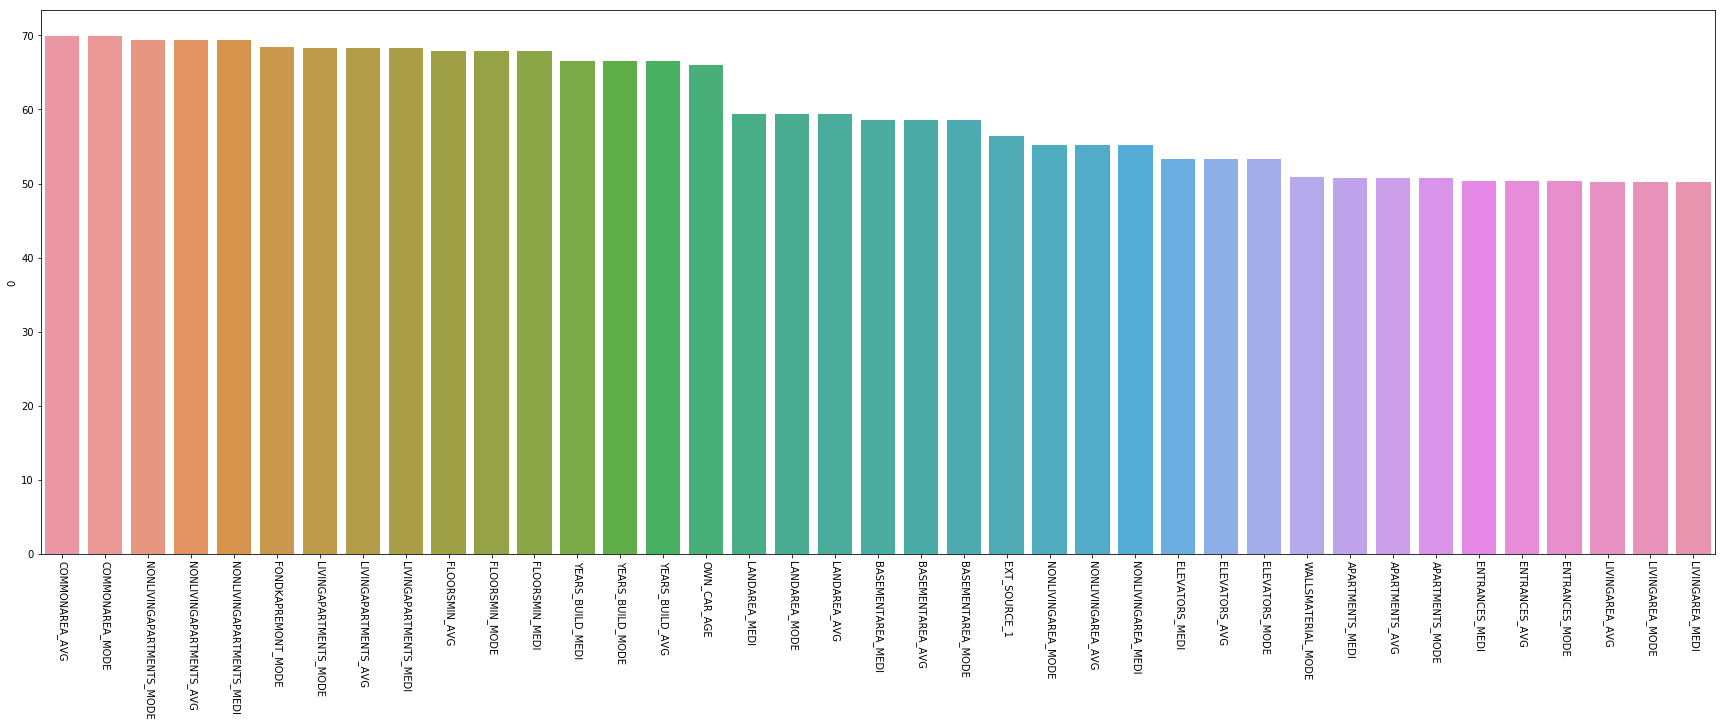 70
60
50
40
30
20
10
0
0
COMMONAREA_AVG
COMMONAREA_MODE
NONLIVINGAPARTMENTS_MODE
NONLIVINGAPARTMENTS_AVG
NONLIVINGAPARTMENTS_MEDI
FONDKAPREMONT_MODE
LIVINGAPARTMENTS_MODE
LIVINGAPARTMENTS_AVG
LIVINGAPARTMENTS_MEDI
FLOORSMIN_AVG
FLOORSMIN_MODE
FLOORSMIN_MEDI
YEARS_BUILD_MEDI
YEARS_BUILD_MODE
YEARS_BUILD_AVG
OWN_CAR_AGE
LANDAREA_MEDI
LANDAREA_MODE
LANDAREA_AVG
BASEMENTAREA_MEDI
BASEMENTAREA_AVG
BASEMENTAREA_MODE
EXT_SOURCE_1
NONLIVINGAREA_MODE
NONLIVINGAREA_AVG
NONLIVINGAREA_MEDI
ELEVATORS_MEDI
ELEVATORS_AVG
ELEVATORS_MODE
WALLSMATERIAL_MODE
APARTMENTS_MEDI
APARTMENTS_AVG
APARTMENTS_MODE
ENTRANCES_MEDI
ENTRANCES_AVG
ENTRANCES_MODE
LIVINGAREA_AVG
LIVINGAREA_MODE
LIVINGAREA_MEDI